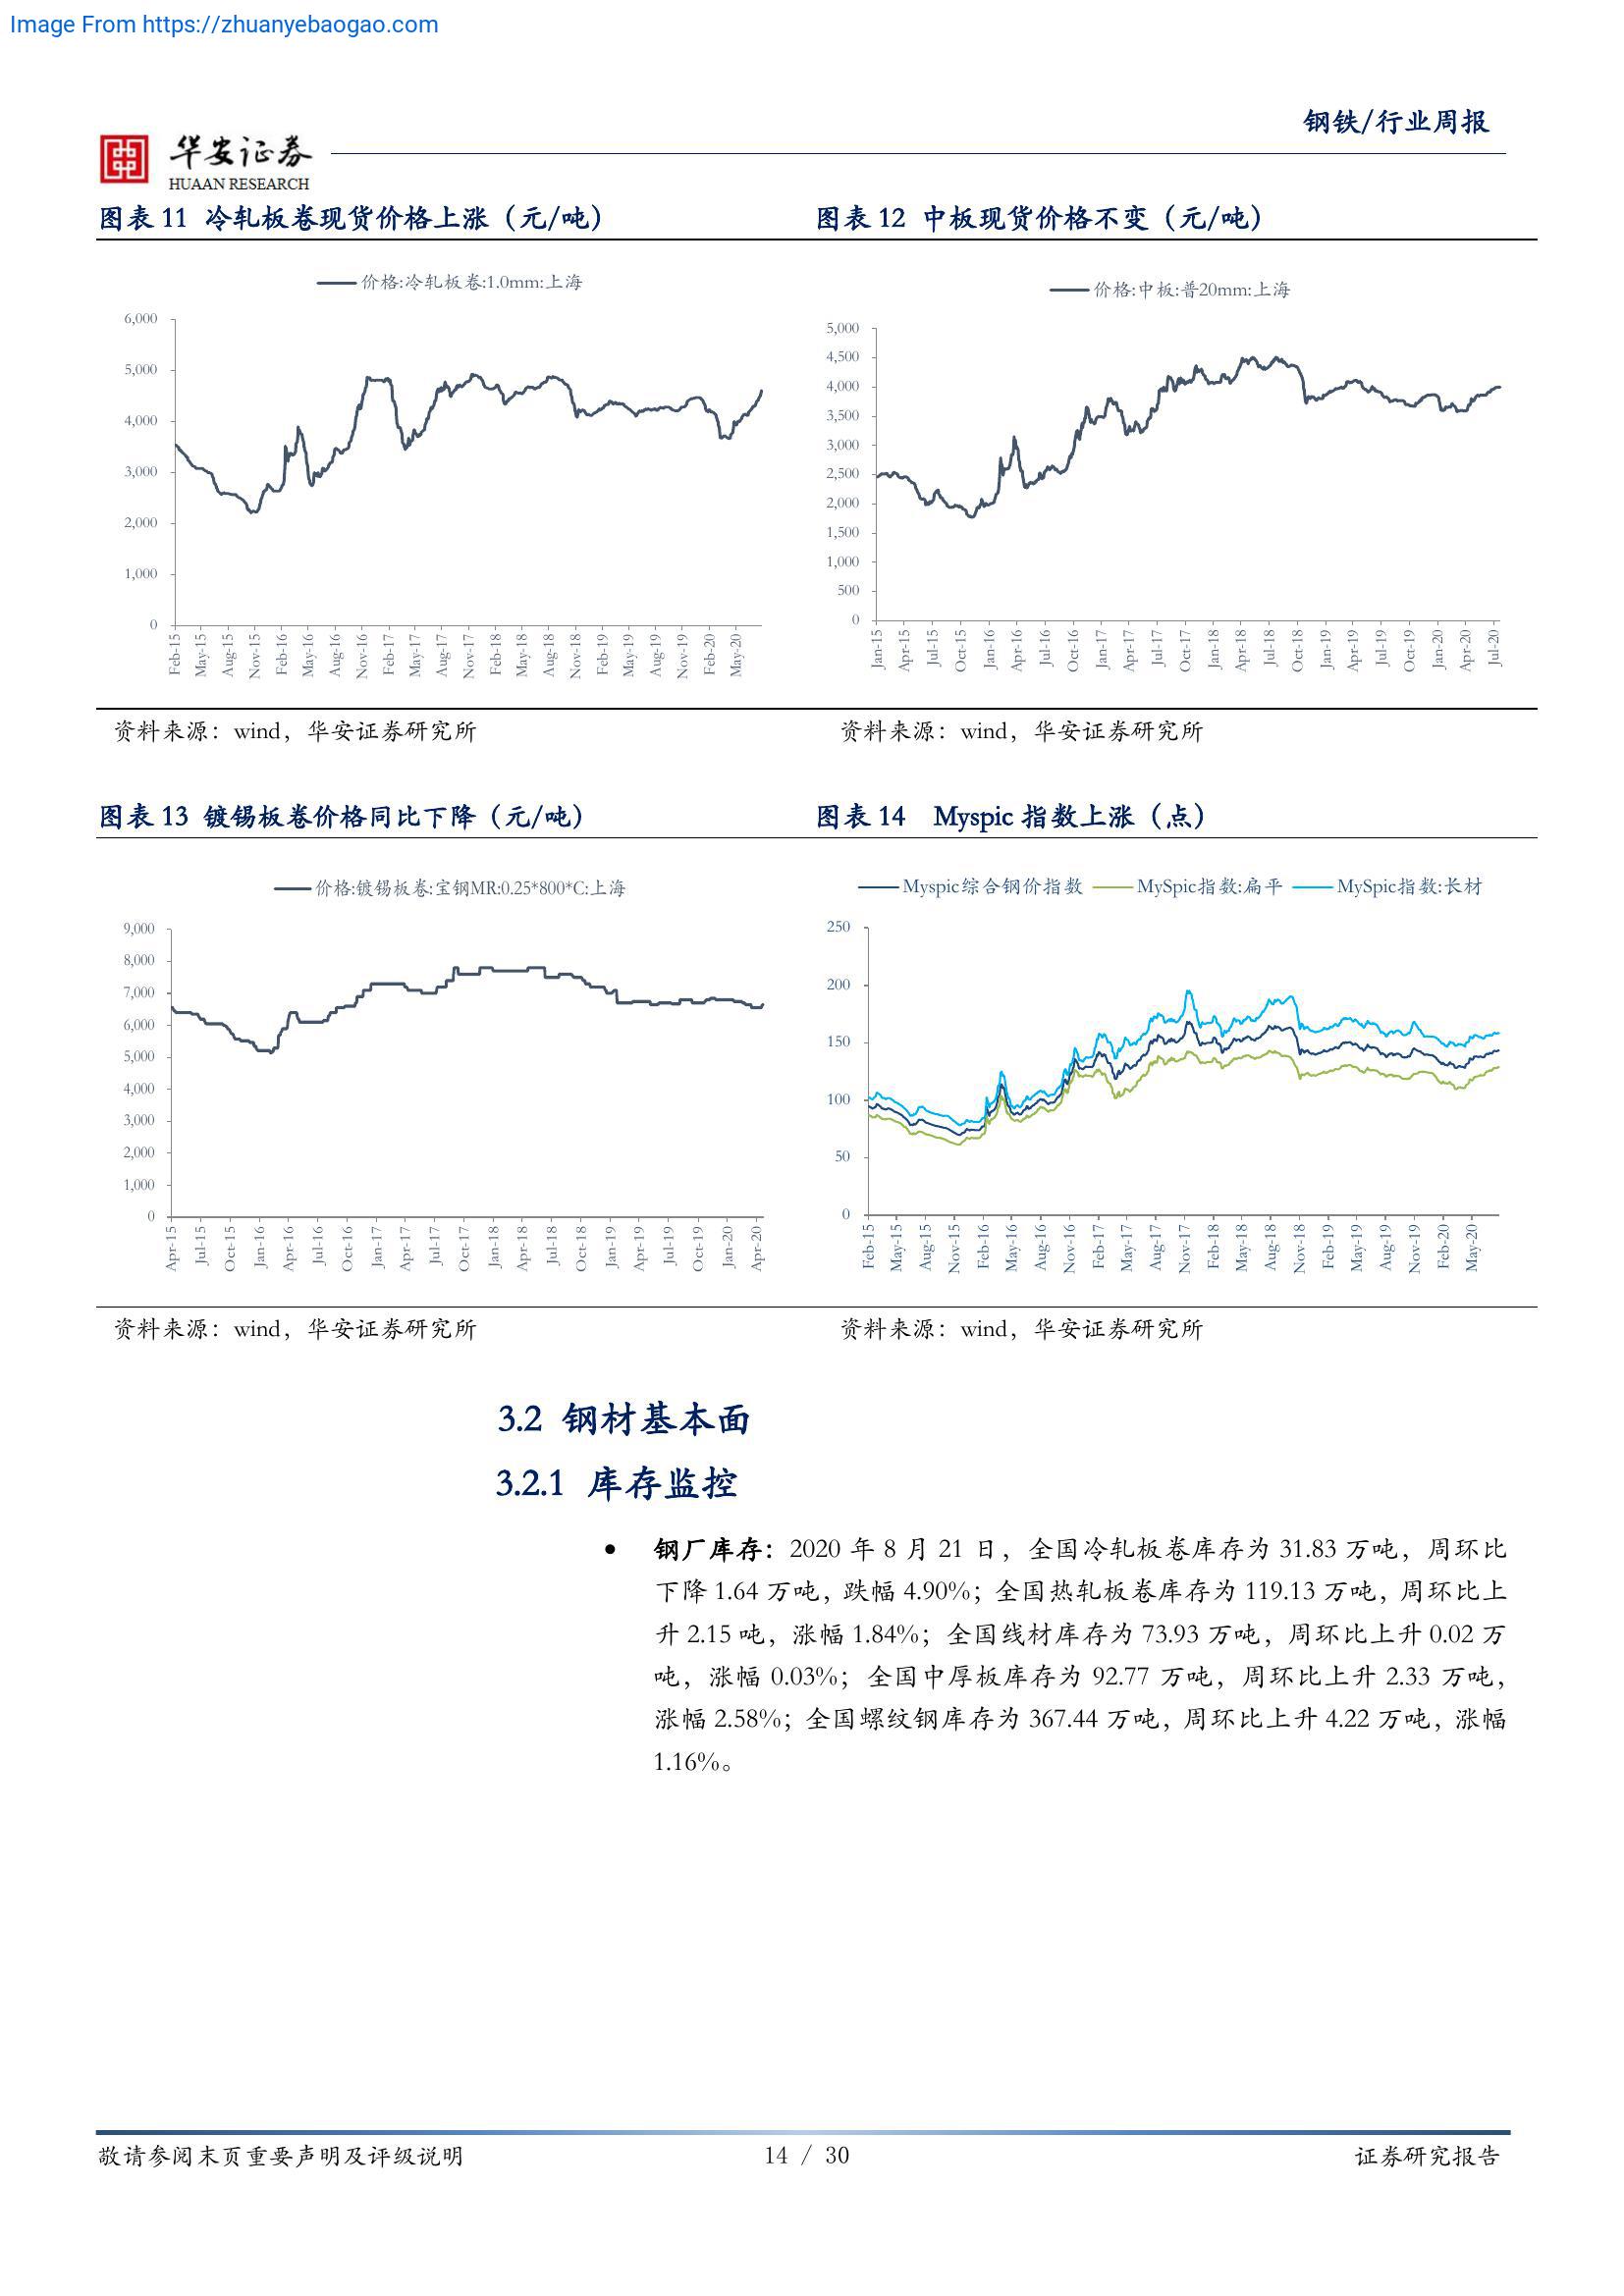 Image From https://zhuanyebaogao.com
钢铁/行业周报
华安证券
HUAAN RESEARCH
图表 11 冷轧板卷现货价格上涨（元/吨）
图表 12 中板现货价格不变（元/吨）
价格:冷轧板卷:1.0mm:上海
6,000
5,000
4,000
3,000
2,000
1,000
0
Feb-15
May-15
Aug-15
Nov-15
Feb-16
May-16
Aug-16
Nov-16
Feb-17
May-17
Aug-17
Nov-17
Feb-18
May-18
Aug-18
Nov-18
Feb-19
May-19
Aug-19
Nov-19
Feb-20
May-20
价格:中板:普20mm:上海
5,000
4,500
4,000
3,500
3,000
2,500
2,000
1,500
1,000
500
0
Jan-15
Apr-15
Jul-15
Oct-15
Jan-16
Apr-16
Jul-16
Oct-16
Jan-17
Apr-17
Jul-17
Oct-17
Jan-18
Apr-18
Jul-18
Oct-18
Jan-19
Apr-19
Jul-19
Oct-19
Jan-20
Apr-20
Jul-20
资料来源：wind，华安证券研究所
资料来源：wind，华安证券研究所
图表 13 镀锡板卷价格同比下降（元/吨）
图表 14 Myspic 指数上涨（点）
价格:镀锡板卷:宝钢MR:0.25*800*C:上海
9,000
8,000
7,000
6,000
5,000
4,000
3,000
2,000
1,000
0
Apr-15
Jul-15
Oct-15
Jan-16
Apr-16
Jul-16
Oct-16
Jan-17
Apr-17
Jul-17
Oct-17
Jan-18
Apr-18
Jul-18
Oct-18
Jan-19
Apr-19
Jul-19
Oct-19
Jan-20
Apr-20
Myspic综合钢价指数 MySpic指数:扁平 MySpic指数:长材
250
200
150
100
50
0
Feb-15
May-15
Aug-15
Nov-15
Feb-16
May-16
Aug-16
Nov-16
Feb-17
May-17
Aug-17
Nov-17
Feb-18
May-18
Aug-18
Nov-18
Feb-19
May-19
Aug-19
Nov-19
Feb-20
May-20
资料来源：wind，华安证券研究所
资料来源：wind，华安证券研究所
3.2 钢材基本面
3.2.1 库存监控
● 钢厂库存：2020 年 8 月 21 日，全国冷轧板卷库存为 31.83 万吨，周环比
下降 1.64 万吨，跌幅 4.90%；全国热轧板卷库存为 119.13 万吨，周环比上
升 2.15 吨，涨幅 1.84%；全国线材库存为 73.93 万吨，周环比上升 0.02 万
吨，涨幅 0.03%；全国中厚板库存为 92.77 万吨，周环比上升 2.33 万吨，
涨幅 2.58%；全国螺纹钢库存为 367.44 万吨，周环比上升 4.22 万吨，涨幅
1.16%。
敬请参阅末页重要声明及评级说明
14 / 30
证券研究报告